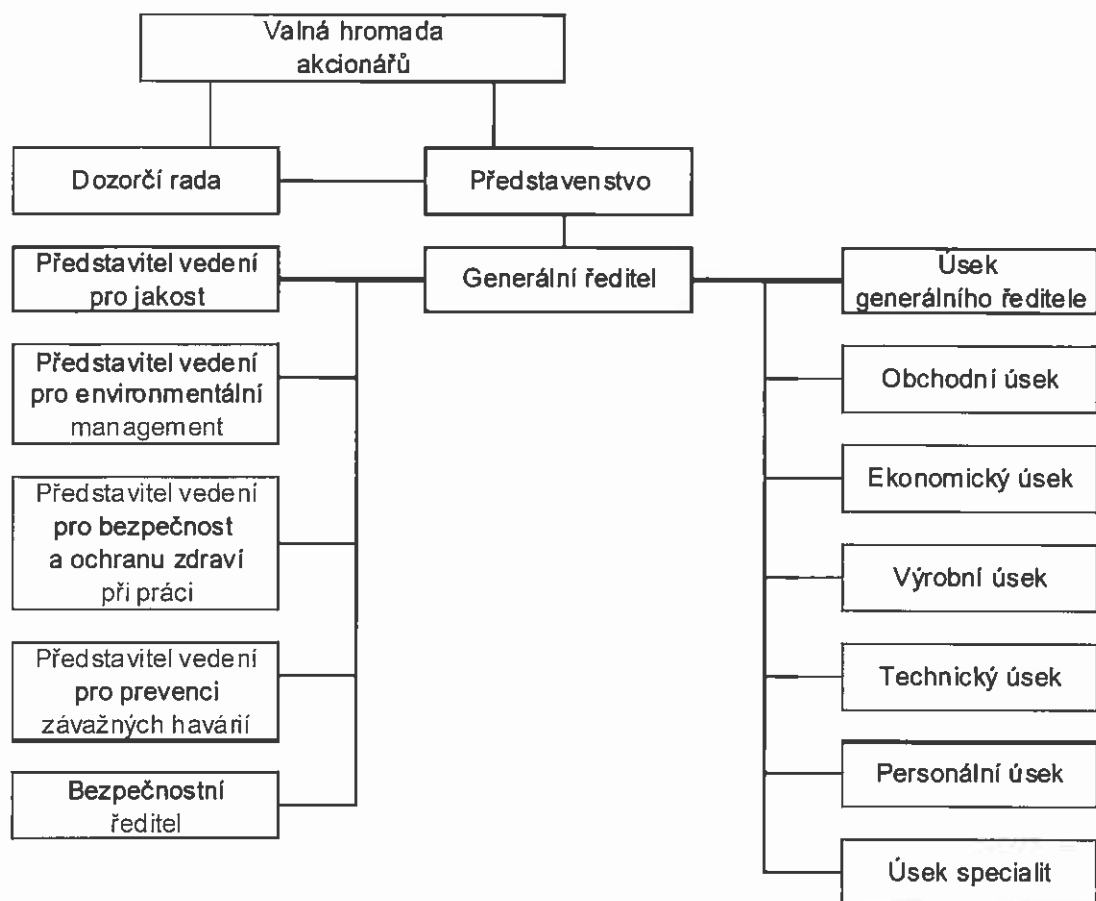 Valná hromada
akcionářů
Dozorčí rada
Představenstvo
Představitel vedení
pro jakost
Generální ředitel
Úsek
generálního ředitele
Představitel vedení
pro environmentální
management
Obchodní úsek
Představitel vedení
pro bezpečnost
a ochranu zdraví
při práci
Ekonomický úsek
Výrobní úsek
Představitel vedení
pro prevenci
závažných havárií
Technický úsek
Bezpečnostní
ředitel
Personální úsek
Úsek specialit